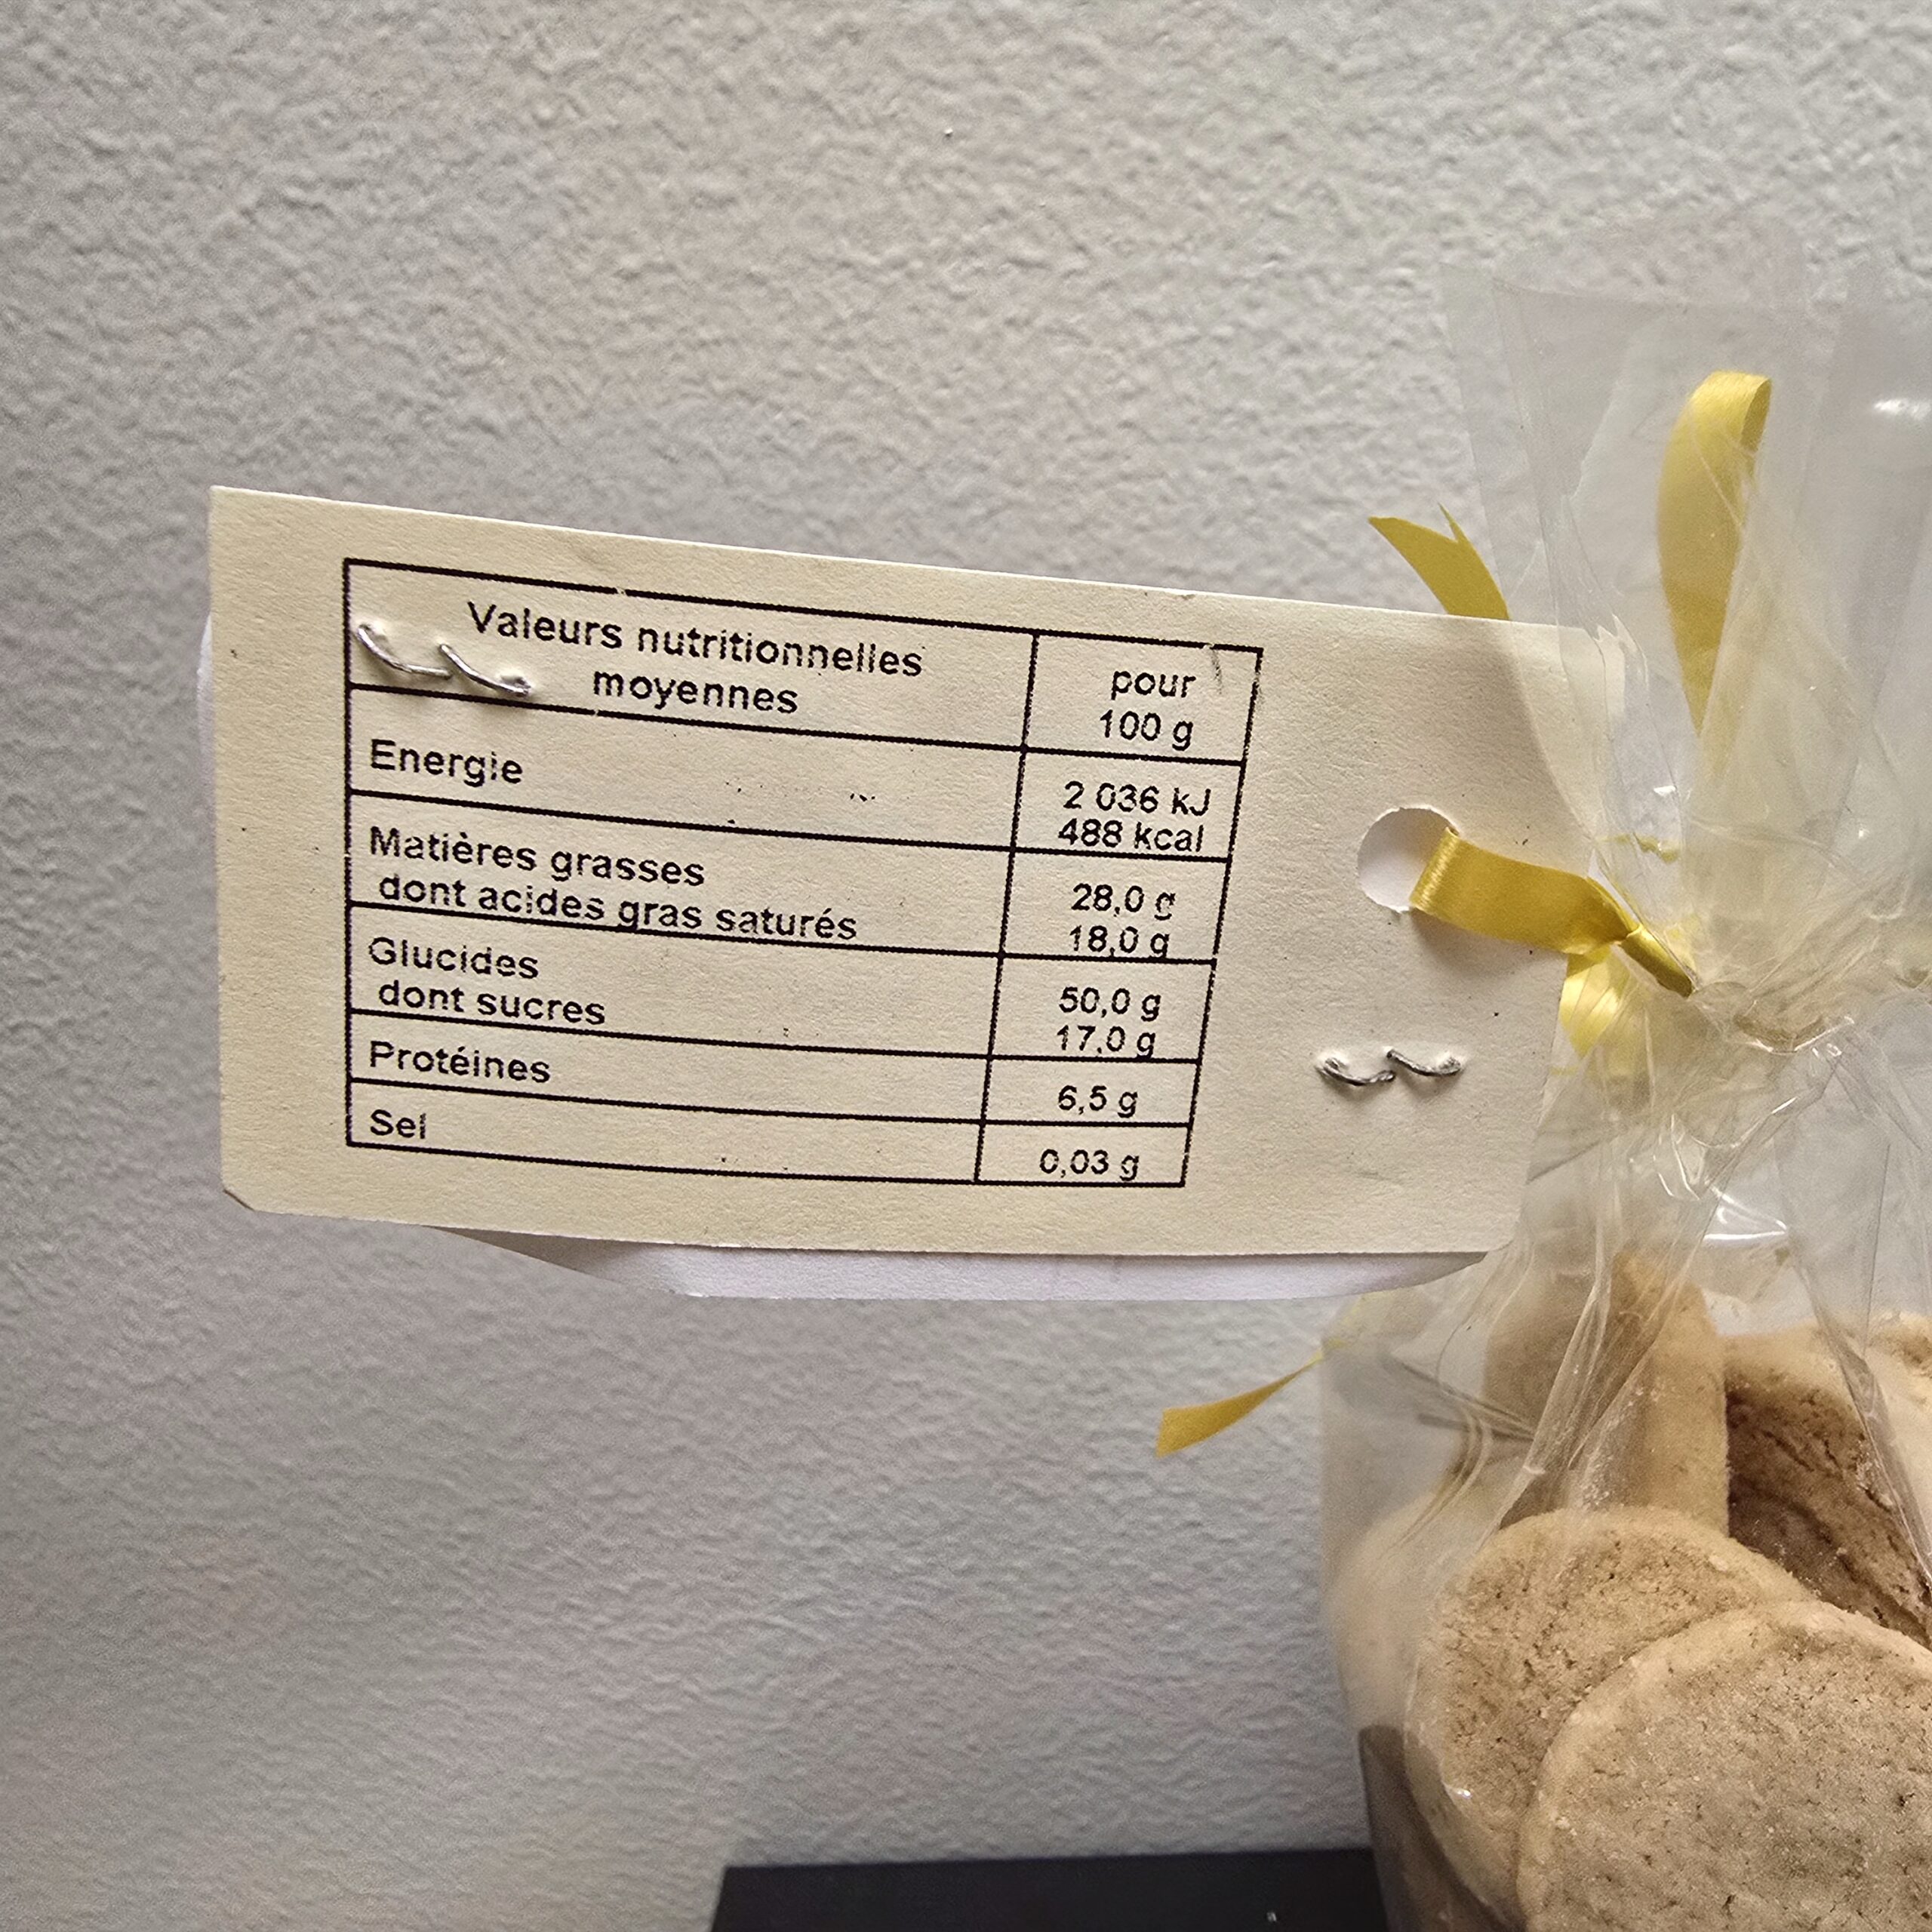 Valeurs nutritionnelles
moyennes
pour
100 g
Energie
2 036 kJ
488 kcal
Matières grasses
28,0 g
dont acides gras saturés
18,0 g
Glucides
50,0 g
dont sucres
17,0 g
Protéines
6,5 g
Sel
0,03 g